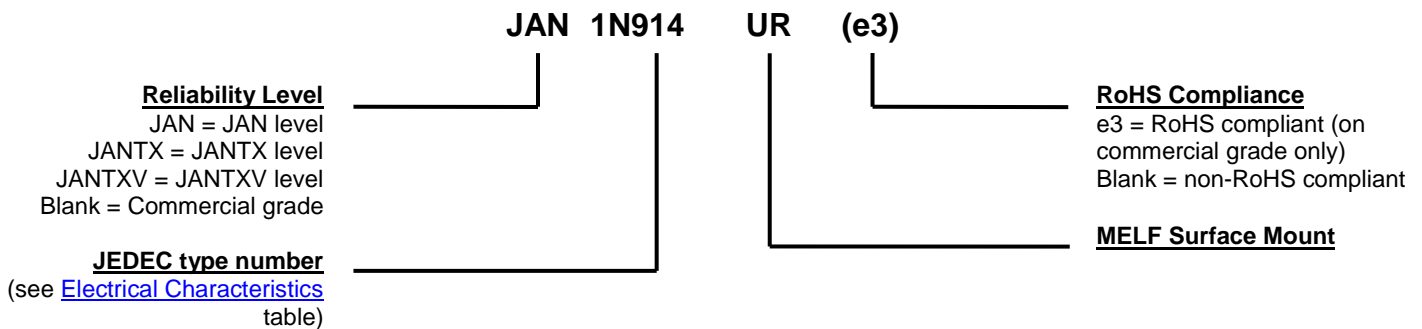 JAN 1N914 UR (e3)
Reliability Level
JAN = JAN level
JANTX = JANTX level
JANTXV = JANTXV level
Blank = Commercial grade
JEDEC type number
(see Electrical Characteristics
table)
RoHS Compliance
e3 = RoHS compliant (on
commercial grade only)
Blank = non-RoHS compliant
MELF Surface Mount